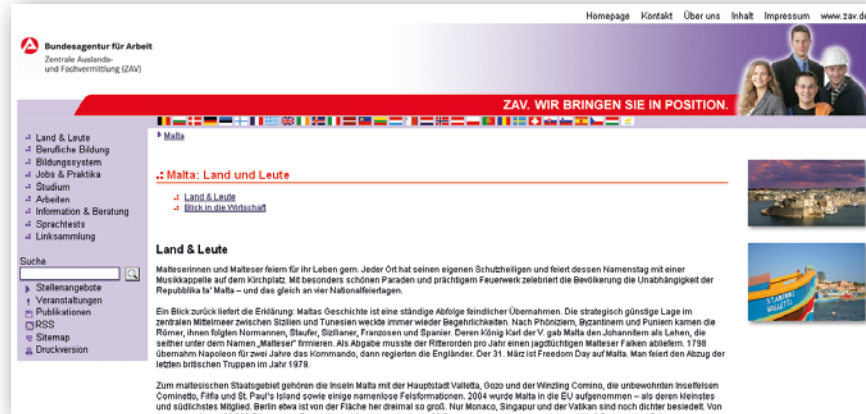 Homepage Kontakt Über uns Inhalt Impressum www.zav.de
Bundesagentur für Arbeit
Zentrale Auslands-
und Fachvermittlung (ZAV)
ZAV. WIR BRINGEN SIE IN POSITION.
Land & Leute
Berufliche Bildung
Bildungssystem
Jobs & Praktika
Studium
Arbeiten
Information & Beratung
Sprachtests
Linksammlung
Suche
Stellenangebote
Veranstaltungen
Publikationen
RSS
Sitemap
Druckversion
Malta
.: Malta: Land und Leute
Land & Leute
Blick in die Wirtschaft
Land & Leute
Malteserinnen und Malteser feiern für ihr Leben gern. Jeder Ort hat seinen eigenen Schutzheiligen und feiert dessen Namenstag mit einer
Musikkappelle auf dem Kirchplatz. Mit besonders schönen Paraden und prächtigem Feuerwerk zelebriert die Bevölkerung die Unabhängigkeit der
Repubblika ta' Malta – und das gleich an vier Nationalfeiertagen.
Ein Blick zurück liefert die Erklärung: Maltas Geschichte ist eine ständige Abfolge feindlicher Übernahmen. Die strategisch günstige Lage im
zentralen Mittelmeer zwischen Sizilien und Tunesien weckte immer wieder Begehrlichkeiten. Nach Phöniziern, Byzantinern und Puniern kamen die
Römer, ihnen folgten Normannen, Staufer, Sizilianer, Franzosen und Spanier. Deren König Karl der V. gab Malta den Johannitern als Lehen, die
seither unter dem Namen „Malteser" firmieren. Als Abgabe musste der Ritterorden pro Jahr einen jagdtüchtigen Malteser Falken abliefern. 1798
übernahm Napoleon für zwei Jahre das Kommando, dann regierten die Engländer. Der 31. März ist Freedom Day auf Malta. Man feiert den Abzug der
letzten britischen Truppen im Jahr 1979.
Zum maltesischen Staatsgebiet gehören die Inseln Malta mit der Hauptstadt Valletta, Gozo und der Winzling Comino, die unbewohnten Inselfelsen
Cominetto, Filfla und St. Paul's Island sowie einige namenlose Felsformationen. 2004 wurde Malta in die EU aufgenommen – als deren kleinstes
und südlichstes Mitglied. Berlin etwa ist von der Fläche her dreimal so groß. Nur Monaco, Singapur und der Vatikan sind noch dichter besiedelt. Von